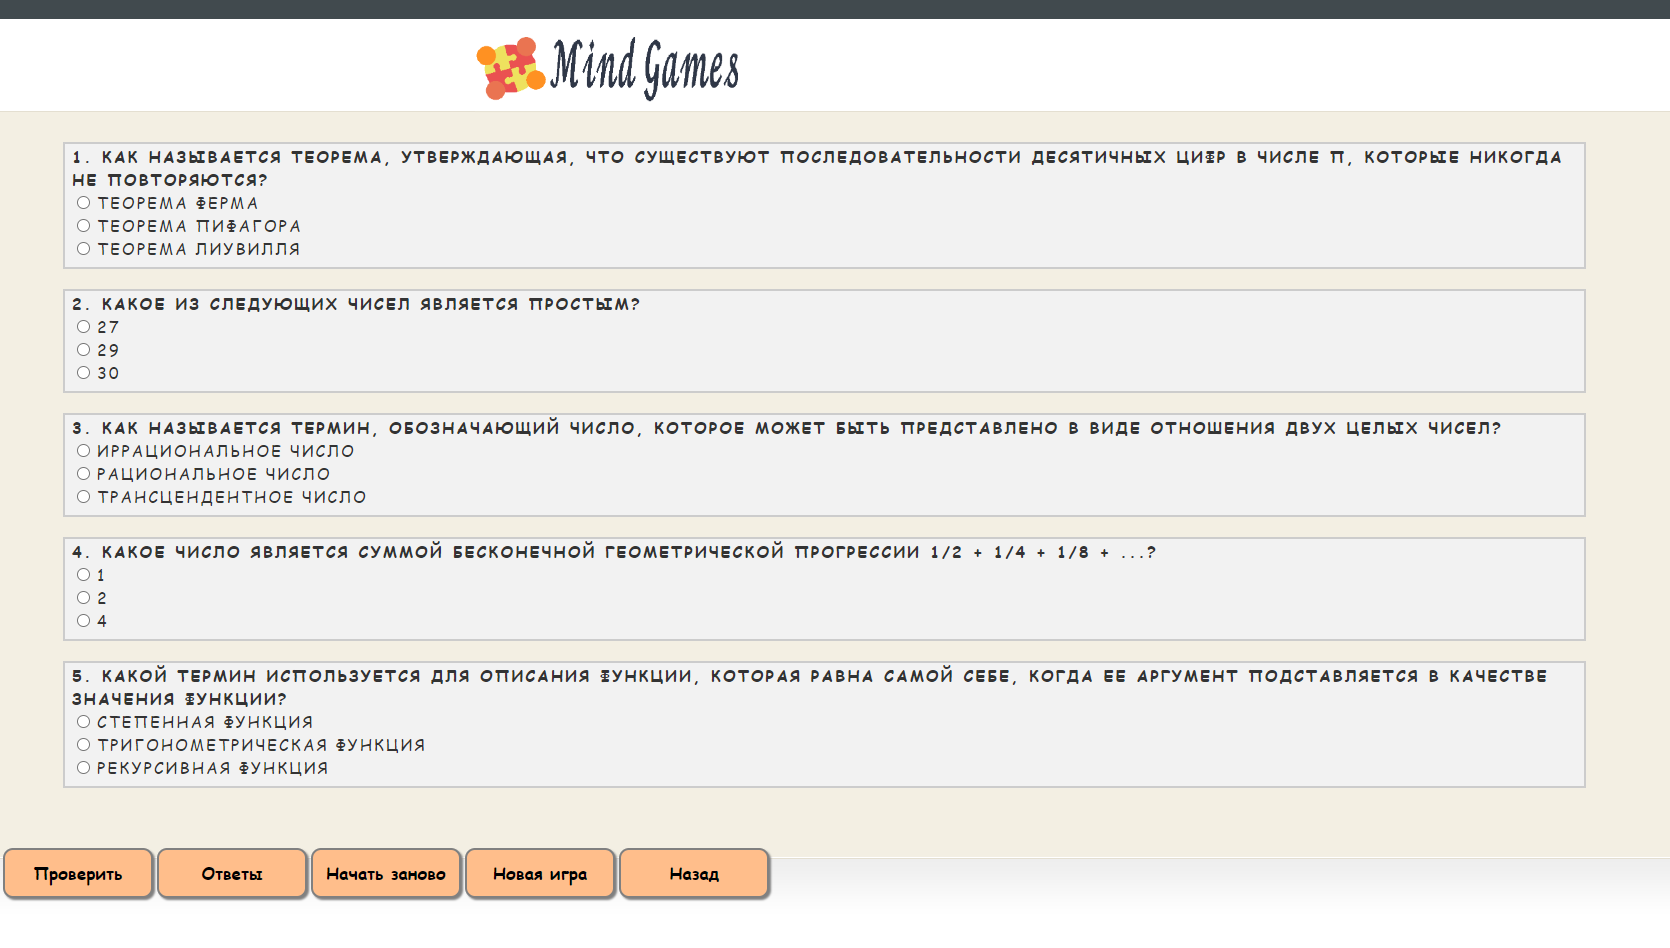 Mind Games
1. КАК НАЗЫВАЕТСЯ ТЕОРЕМА, УТВЕРЖДАЮЩАЯ, ЧТО СУЩЕСТВУЮТ ПОСЛЕДОВАТЕЛЬНОСТИ ДЕСЯТИЧНЫХ ЦИФР В ЧИСЛЕ П, КОТОРЫЕ НИКОГДА
НЕ ПОВТОРЯЮТСЯ?
ТЕОРЕМА ФЕРМА
ТЕОРЕМА ПИФАГОРА
ТЕОРЕМА ЛИУВИЛЛЯ
2. КАКОЕ ИЗ СЛЕДУЮЩИХ ЧИСЕЛ ЯВЛЯЕТСЯ ПРОСТЫМ?
27
29
30
3. КАК НАЗЫВАЕТСЯ ТЕРМИН, ОБОЗНАЧАЮЩИЙ ЧИСЛО, КОТОРОЕ МОЖЕТ БЫТЬ ПРЕДСТАВЛЕНО В ВИДЕ ОТНОШЕНИЯ ДВУХ ЦЕЛЫХ ЧИСЕЛ?
ИРРАЦИОНАЛЬНОЕ ЧИСЛО
РАЦИОНАЛЬНОЕ ЧИСЛО
ТРАНСЦЕНДЕНТНОЕ ЧИСЛО
4. КАКОЕ ЧИСЛО ЯВЛЯЕТСЯ СУММОЙ БЕСКОНЕЧНОЙ ГЕОМЕТРИЧЕСКОЙ ПРОГРЕССИИ 1/2 + 1/4 + 1/8 + ...?
1
2
4
5. КАКОЙ ТЕРМИН ИСПОЛЬЗУЕТСЯ ДЛЯ ОПИСАНИЯ ФУНКЦИИ, КОТОРАЯ РАВНА САМОЙ СЕБЕ, КОГДА ЕЕ АРГУМЕНТ ПОДСТАВЛЯЕТСЯ В КАЧЕСТВЕ
ЗНАЧЕНИЯ ФУНКЦИИ?
СТЕПЕННАЯ ФУНКЦИЯ
ТРИГОНОМЕТРИЧЕСКАЯ ФУНКЦИЯ
РЕКУРСИВНАЯ ФУНКЦИЯ
Проверить Ответы Начать заново Новая игра Назад